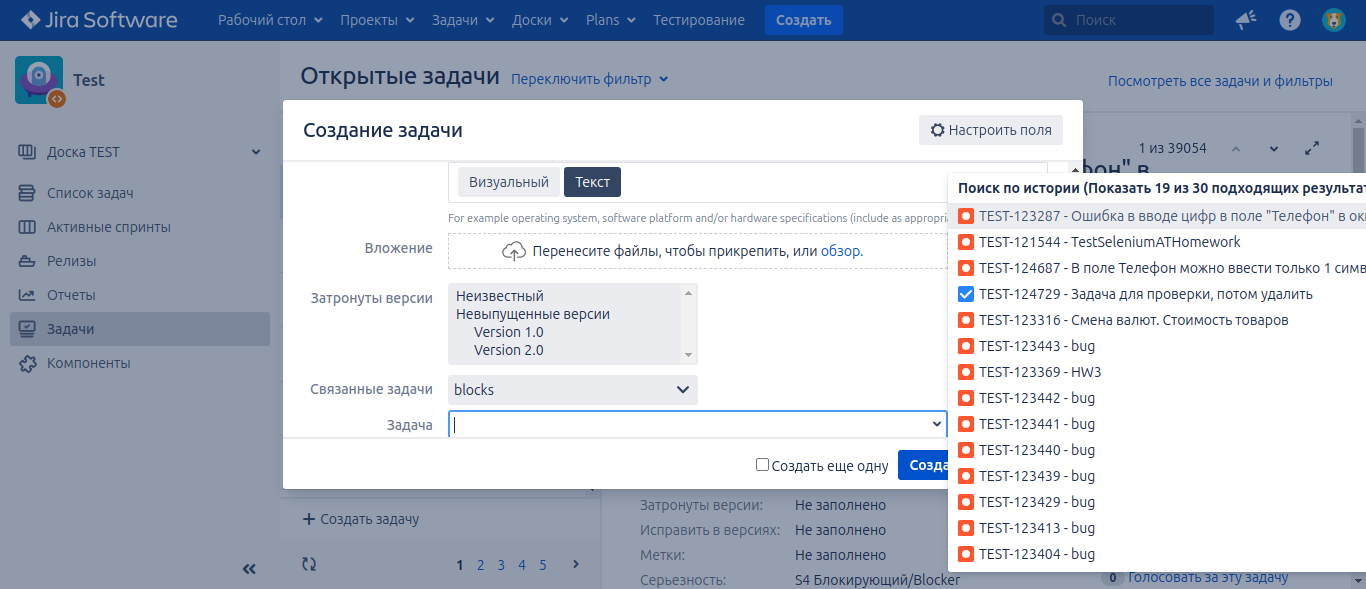 Jira Software Рабочий стол Проекты Задачи Доски Plans Тестирование Создать Поиск
Test
Открытые задачи Переключить фильтр
Посмотреть все задачи и фильтры
Доска TEST
Список задач
Активные спринты
Релизы
Отчеты
Задачи
Компоненты
Создание задачи
Настроить поля
1 из 39054
Визуальный Текст
For example operating system, software platform and/or hardware specifications (include as appropria
Вложение Перенесите файлы, чтобы прикрепить, или обзор.
Затронуты версии
Неизвестный
Невыпущенные версии
Version 1.0
Version 2.0
Связанные задачи blocks
Задача
Создать еще одну Созда
Поиск по истории (Показать 19 из 30 подходящих результат
TEST-123287 - Ошибка в вводе цифр в поле "Телефон" в ок
TEST-121544 - TestSeleniumATHomework
TEST-124687 - В поле Телефон можно ввести только 1 симв
TEST-124729 - Задача для проверки, потом удалить
TEST-123316 - Смена валют. Стоимость товаров
TEST-123443 - bug
TEST-123369 - HW3
TEST-123442 - bug
TEST-123441 - bug
TEST-123440 - bug
TEST-123439 - bug
TEST-123429 - bug
TEST-123413 - bug
TEST-123404 - bug
+ Создать задачу
1 2 3 4 5
Затронуты версии: Не заполнено
Исправить в версиях: Не заполнено
Метки: Не заполнено
Серьезность: S4 Блокирующий/Blocker
0 Голосовать за эту задачу